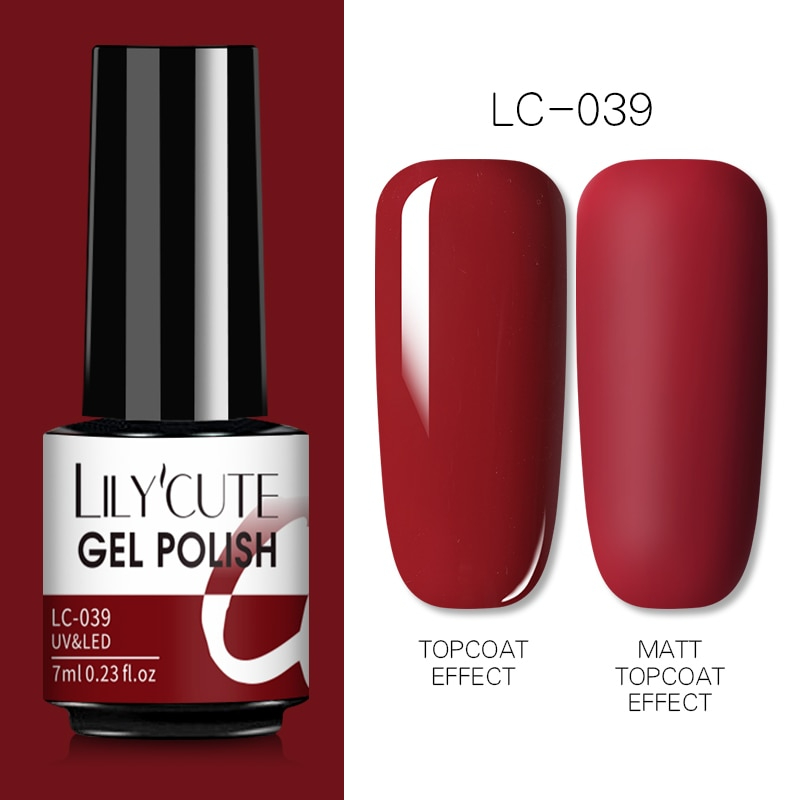 LILY'CUTE
GEL POLISH
LC-039
UV&LED
7ml 0.23 fl.oz
LC-039
TOPCOAT
EFFECT
MATT
TOPCOAT
EFFECT